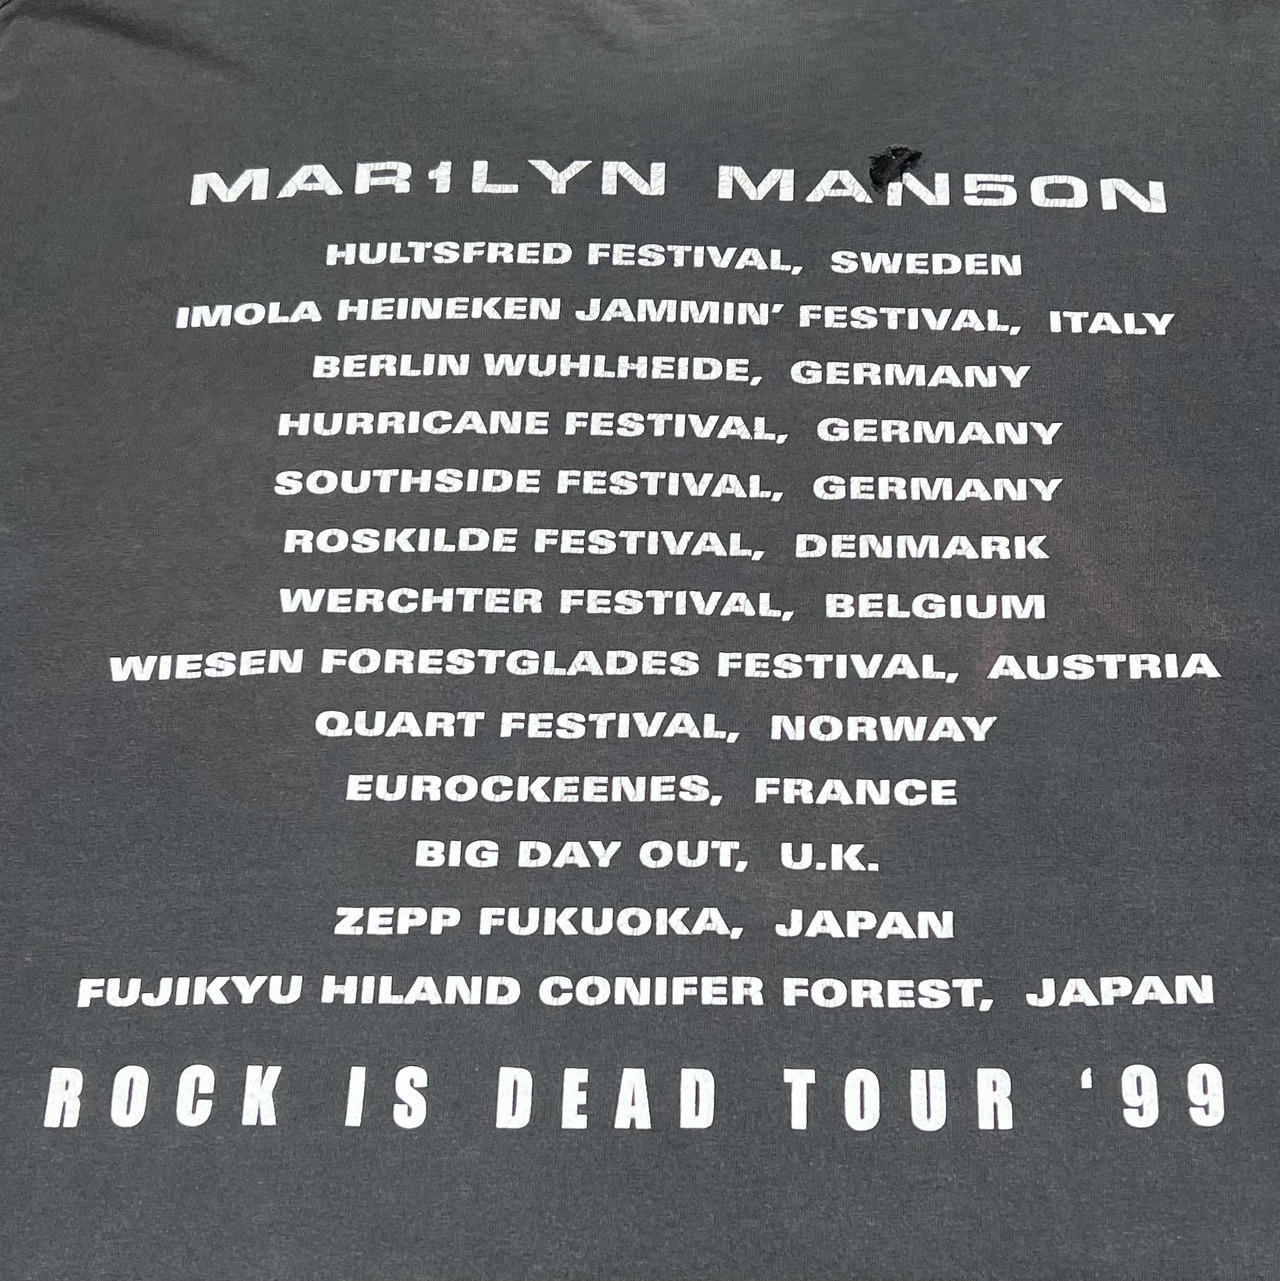 MAR1LYN MAN5ON
HULTSFRED FESTIVAL, SWEDEN
IMOLA HEINEKEN JAMMIN' FESTIVAL, ITALY
BERLIN WUHLHEIDE, GERMANY
HURRICANE FESTIVAL, GERMANY
SOUTHSIDE FESTIVAL, GERMANY
ROSKILDE FESTIVAL, DENMARK
WERCHTER FESTIVAL, BELGIUM
WIESEN FORESTGLADES FESTIVAL, AUSTRIA
QUART FESTIVAL, NORWAY
EUROCKEENES, FRANCE
BIG DAY OUT, U.K.
ZEPP FUKUOKA, JAPAN
FUJIKYU HILAND CONIFER FOREST, JAPAN
ROCK IS DEAD TOUR '99